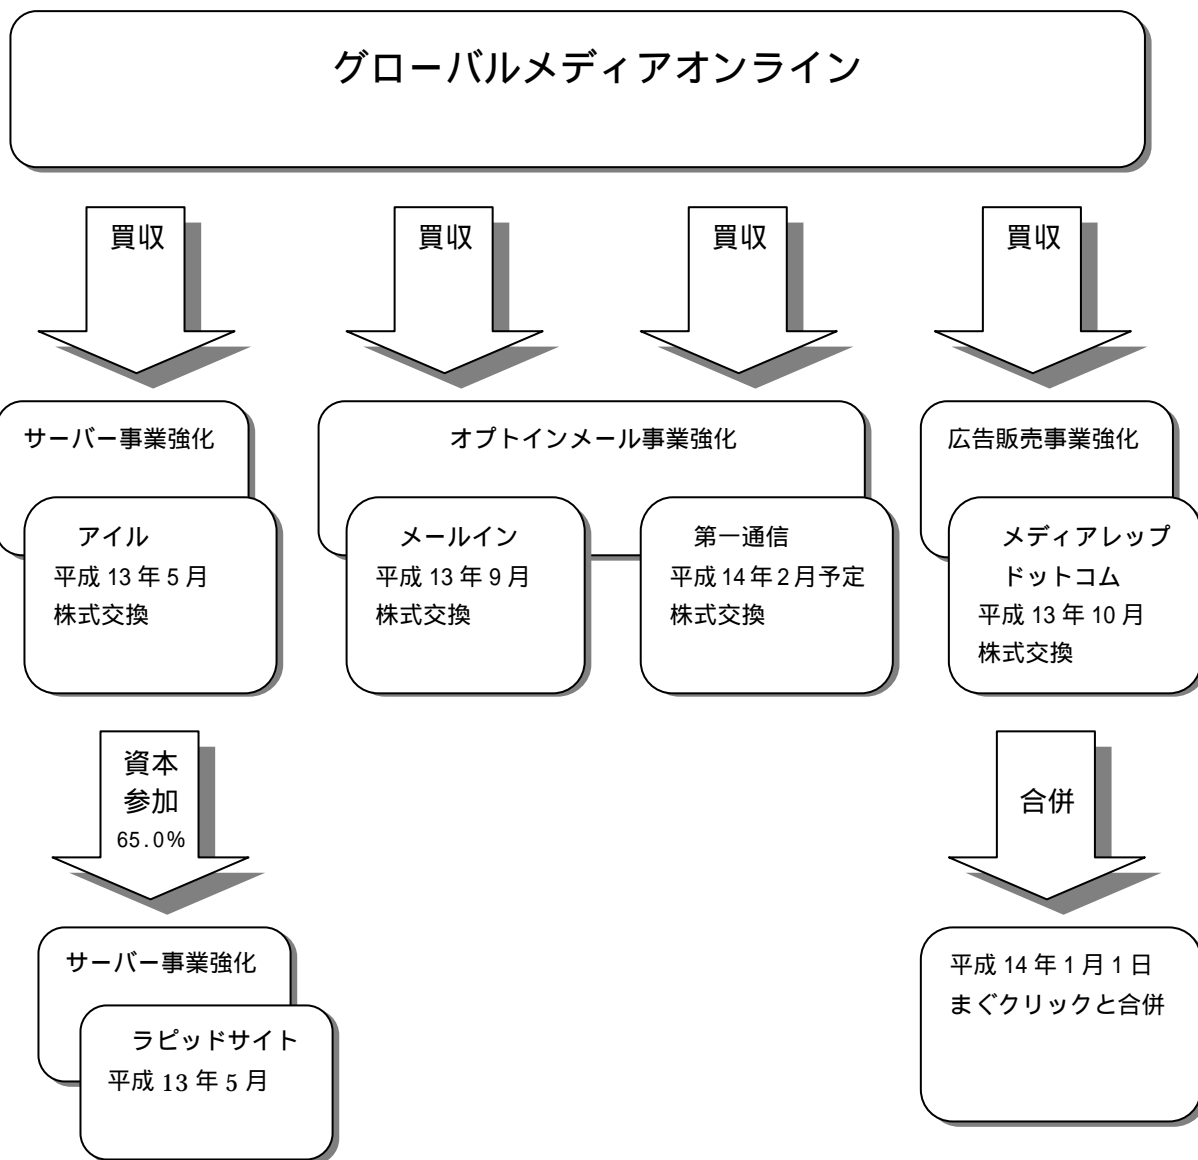 グローバルメディアオンライン
買収
買収
買収
買収
サーバー事業強化
アイル
平成 13 年 5 月
株式交換
オプトインメール事業強化
メールイン
平成 13 年 9 月
株式交換
第一通信
平成 14 年 2 月予定
株式交換
広告販売事業強化
メディアレップ
ドットコム
平成 13 年 10 月
株式交換
資本
参加
65.0%
合併
サーバー事業強化
ラピッドサイト
平成 13 年 5 月
平成 14 年 1 月 1 日
まぐクリックと合併